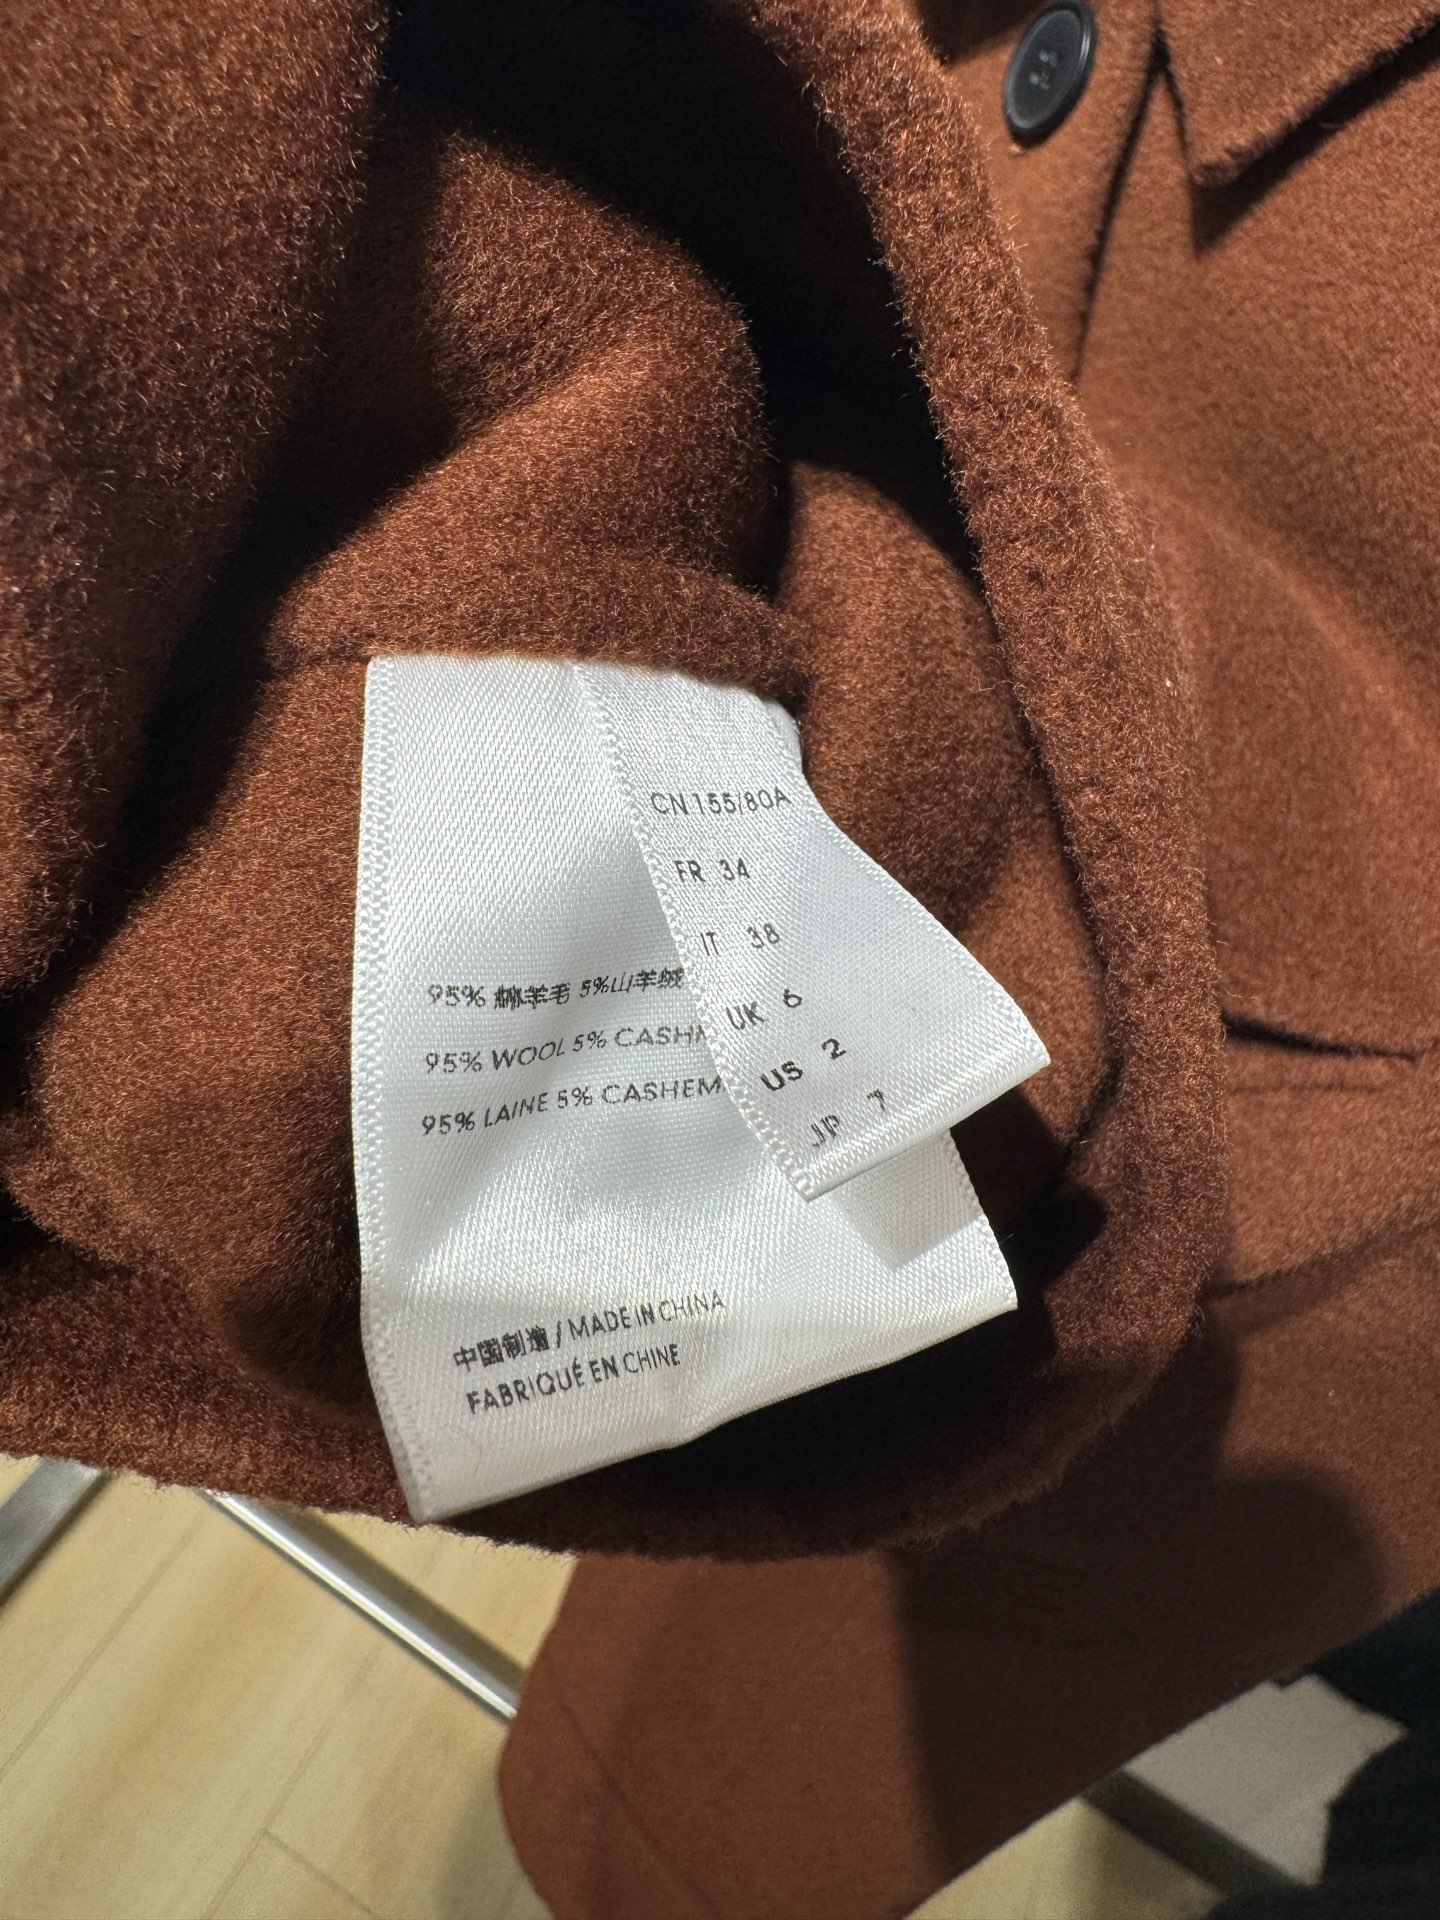 CN 155/80A
FR 34
IT 38
UK 6
US 2
JP 7
95% 绵羊毛 5%山羊绒
95% WOOL 5% CASHM
95% LAINE 5% CASHEM
中国制造 / MADE IN CHINA
FABRIQUÉ EN CHINE